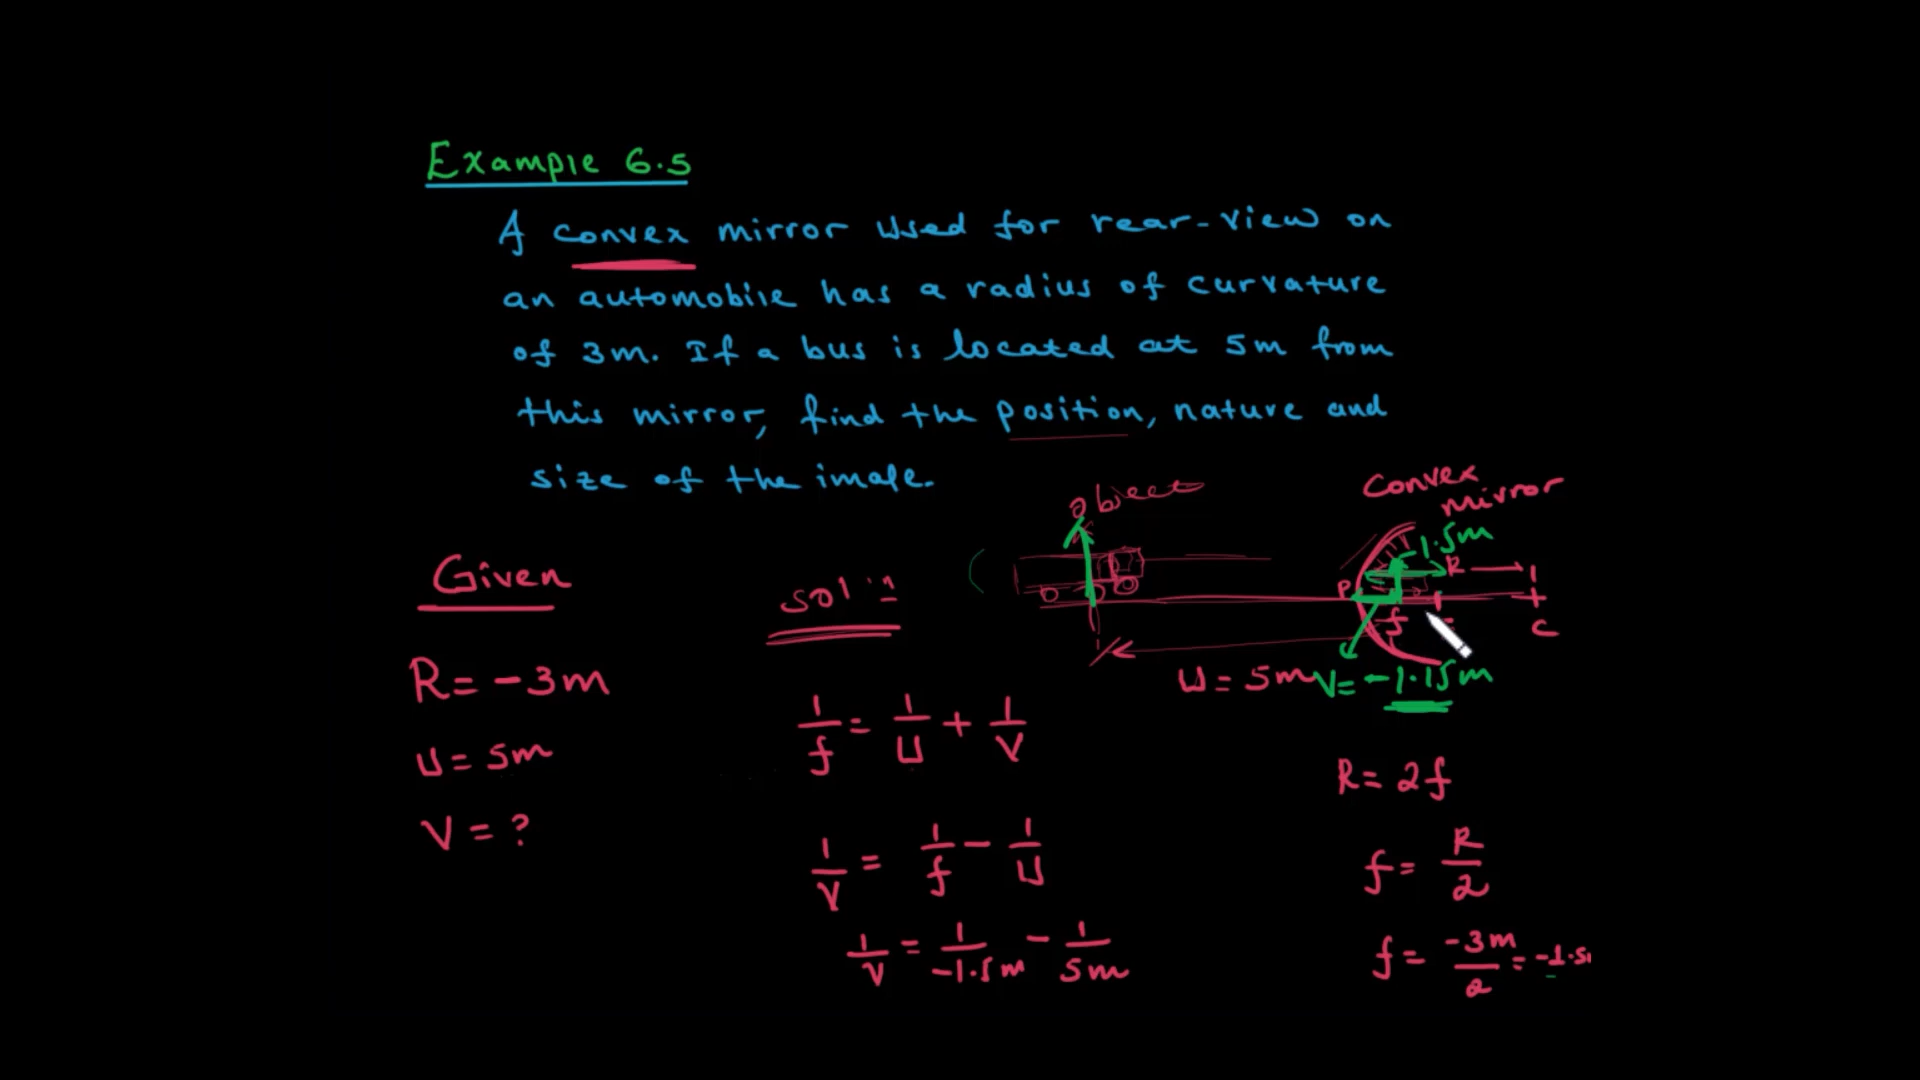 Example 6.5
A convex mirror used for rear-view on
an automobile has a radius of curvature
of 3m. If a bus is located at 5m from
this mirror, find the position, nature and
size of the image.
object
Convex
mirror
-1.5m
R
P
f
F
C
u = 5m
V = -1.15m
Given
R = -3m
u = 5m
V = ?
sol'n
1/f = 1/u + 1/v
1/v = 1/f - 1/u
1/v = 1/-1.5m - 1/5m
R = 2f
f = R/2
f = -3m/2 = -1.5